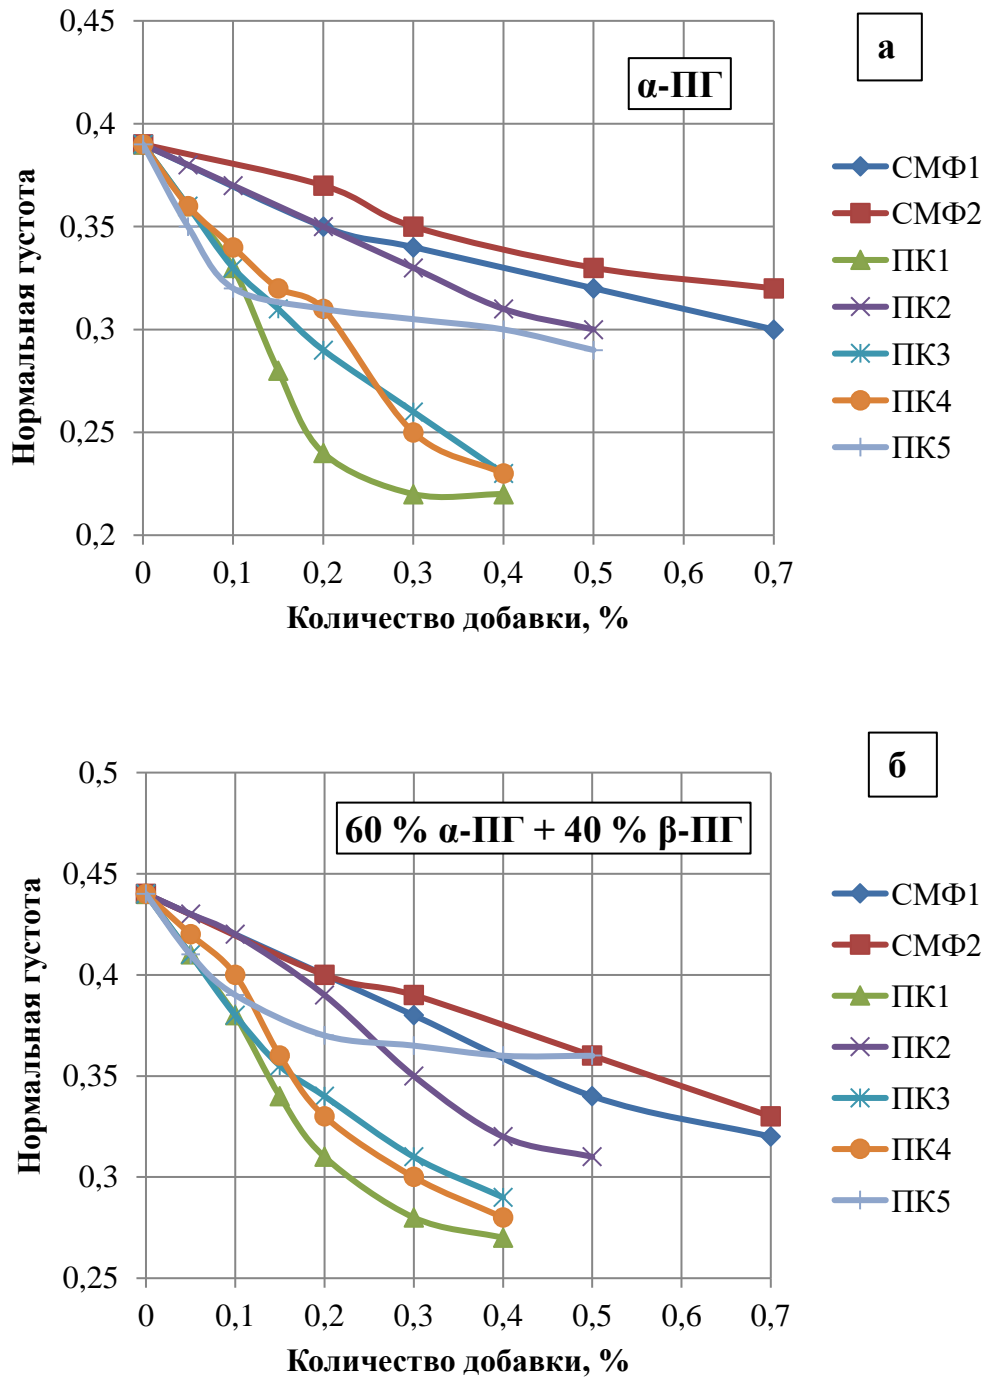 а
α-ПГ
0,45
0,4
0,35
0,3
0,25
0,2
0 0,1 0,2 0,3 0,4 0,5 0,6 0,7
Нормальная густота
Количество добавки, %
СМФ1
СМФ2
ПК1
ПК2
ПК3
ПК4
ПК5
б
60 % α-ПГ + 40 % β-ПГ
0,5
0,45
0,4
0,35
0,3
0,25
0 0,1 0,2 0,3 0,4 0,5 0,6 0,7
Нормальная густота
Количество добавки, %
СМФ1
СМФ2
ПК1
ПК2
ПК3
ПК4
ПК5